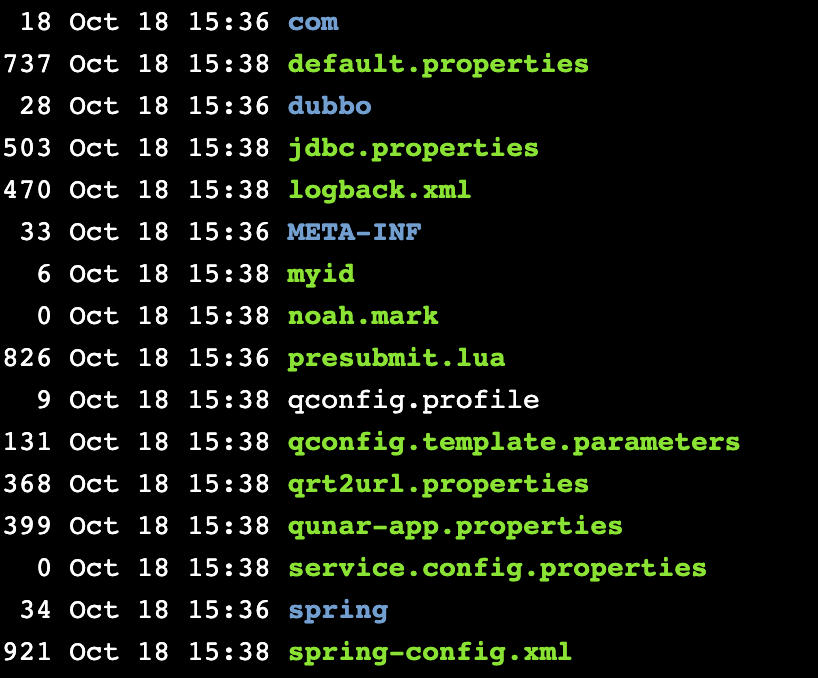 18 Oct 18 15:36 com
737 Oct 18 15:38 default.properties
28 Oct 18 15:36 dubbo
503 Oct 18 15:38 jdbc.properties
470 Oct 18 15:38 logback.xml
33 Oct 18 15:36 META-INF
6 Oct 18 15:38 myid
0 Oct 18 15:38 noah.mark
826 Oct 18 15:36 presubmit.lua
9 Oct 18 15:38 qconfig.profile
131 Oct 18 15:38 qconfig.template.parameters
368 Oct 18 15:38 qrt2url.properties
399 Oct 18 15:38 qunar-app.properties
0 Oct 18 15:38 service.config.properties
34 Oct 18 15:36 spring
921 Oct 18 15:38 spring-config.xml